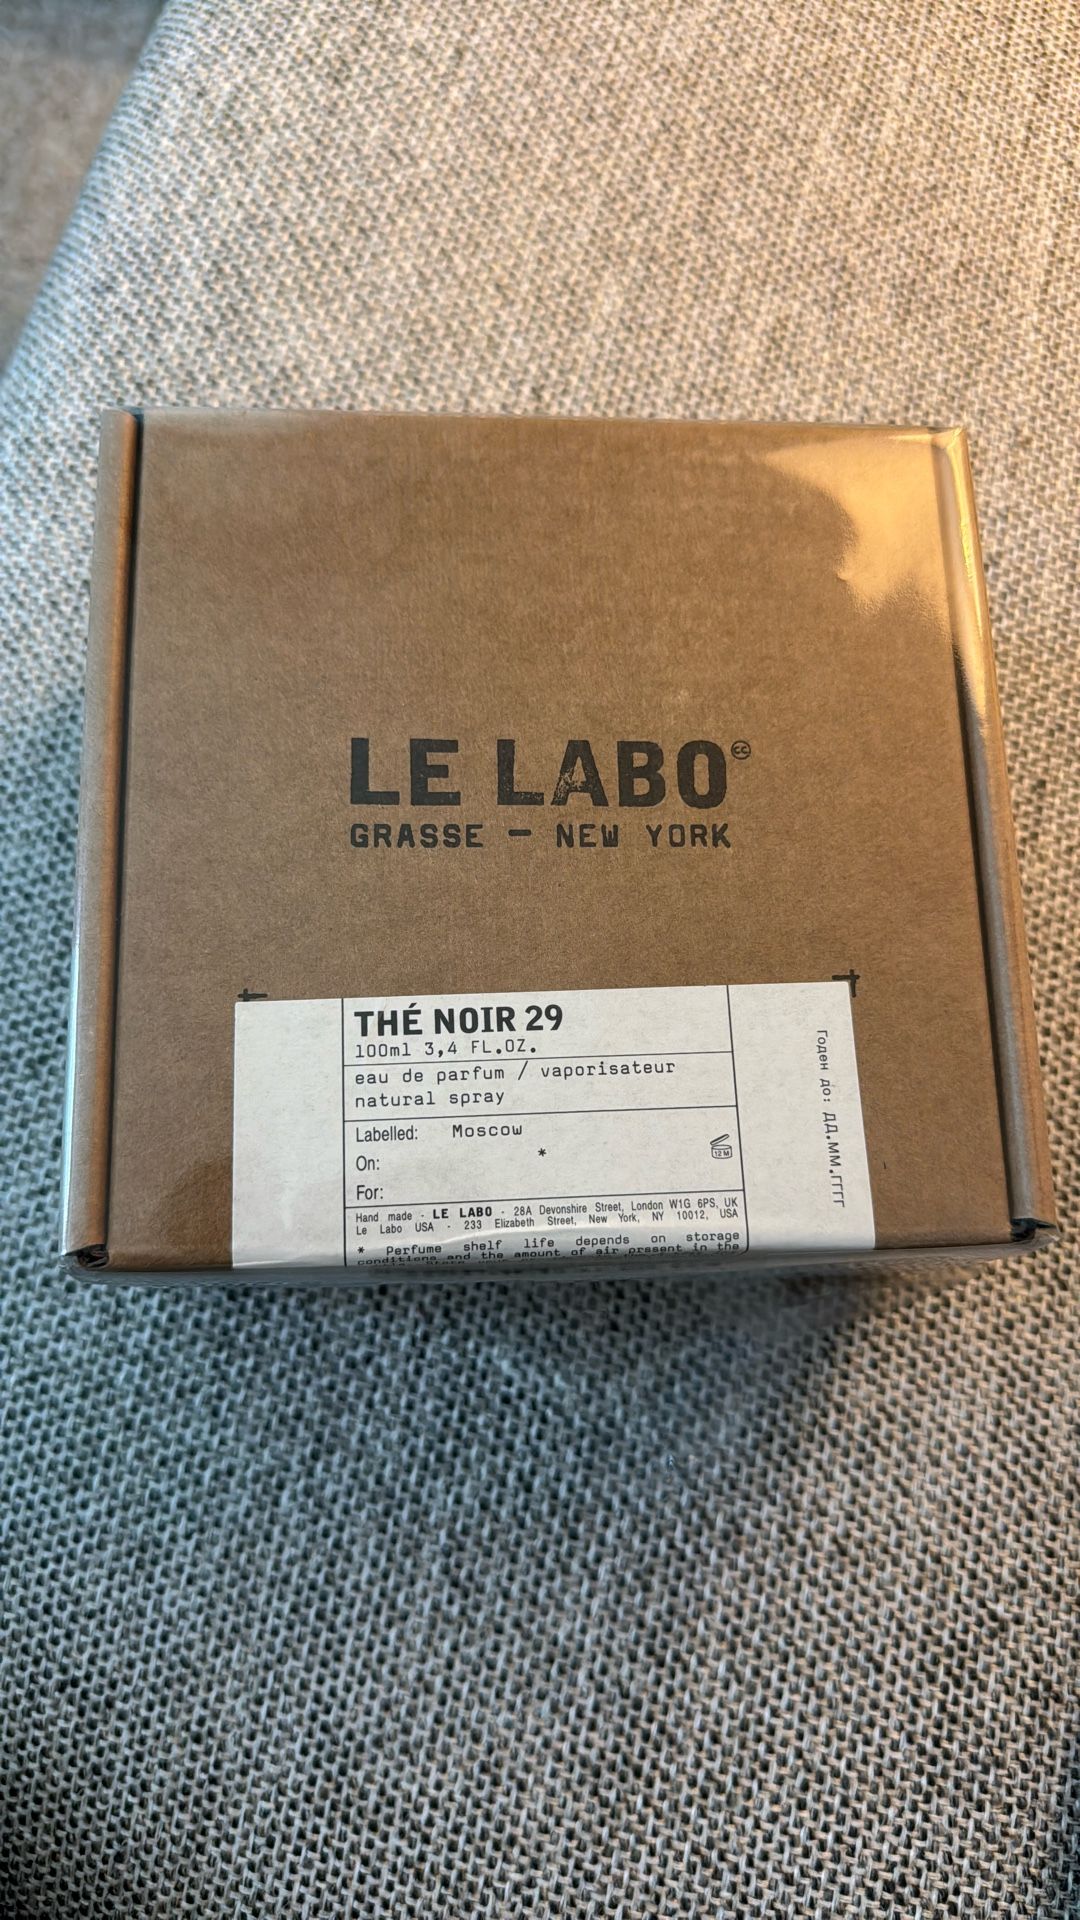 LE LABO
GRASSE — NEW YORK
THÉ NOIR 29
100ml 3,4 FL.OZ.
eau de parfum / vaporisateur
natural spray
Labelled: Moscow
On: *
12 M
For:
Hand made - LE LABO - 28A Devonshire Street, London W1G 6PS, UK
Le Labo USA - 233 Elizabeth Street, New York, NY 10012, USA
* Perfume shelf life depends on storage
conditions and the amount of air present in the
Годен до: ДД.ММ.ГГГГ